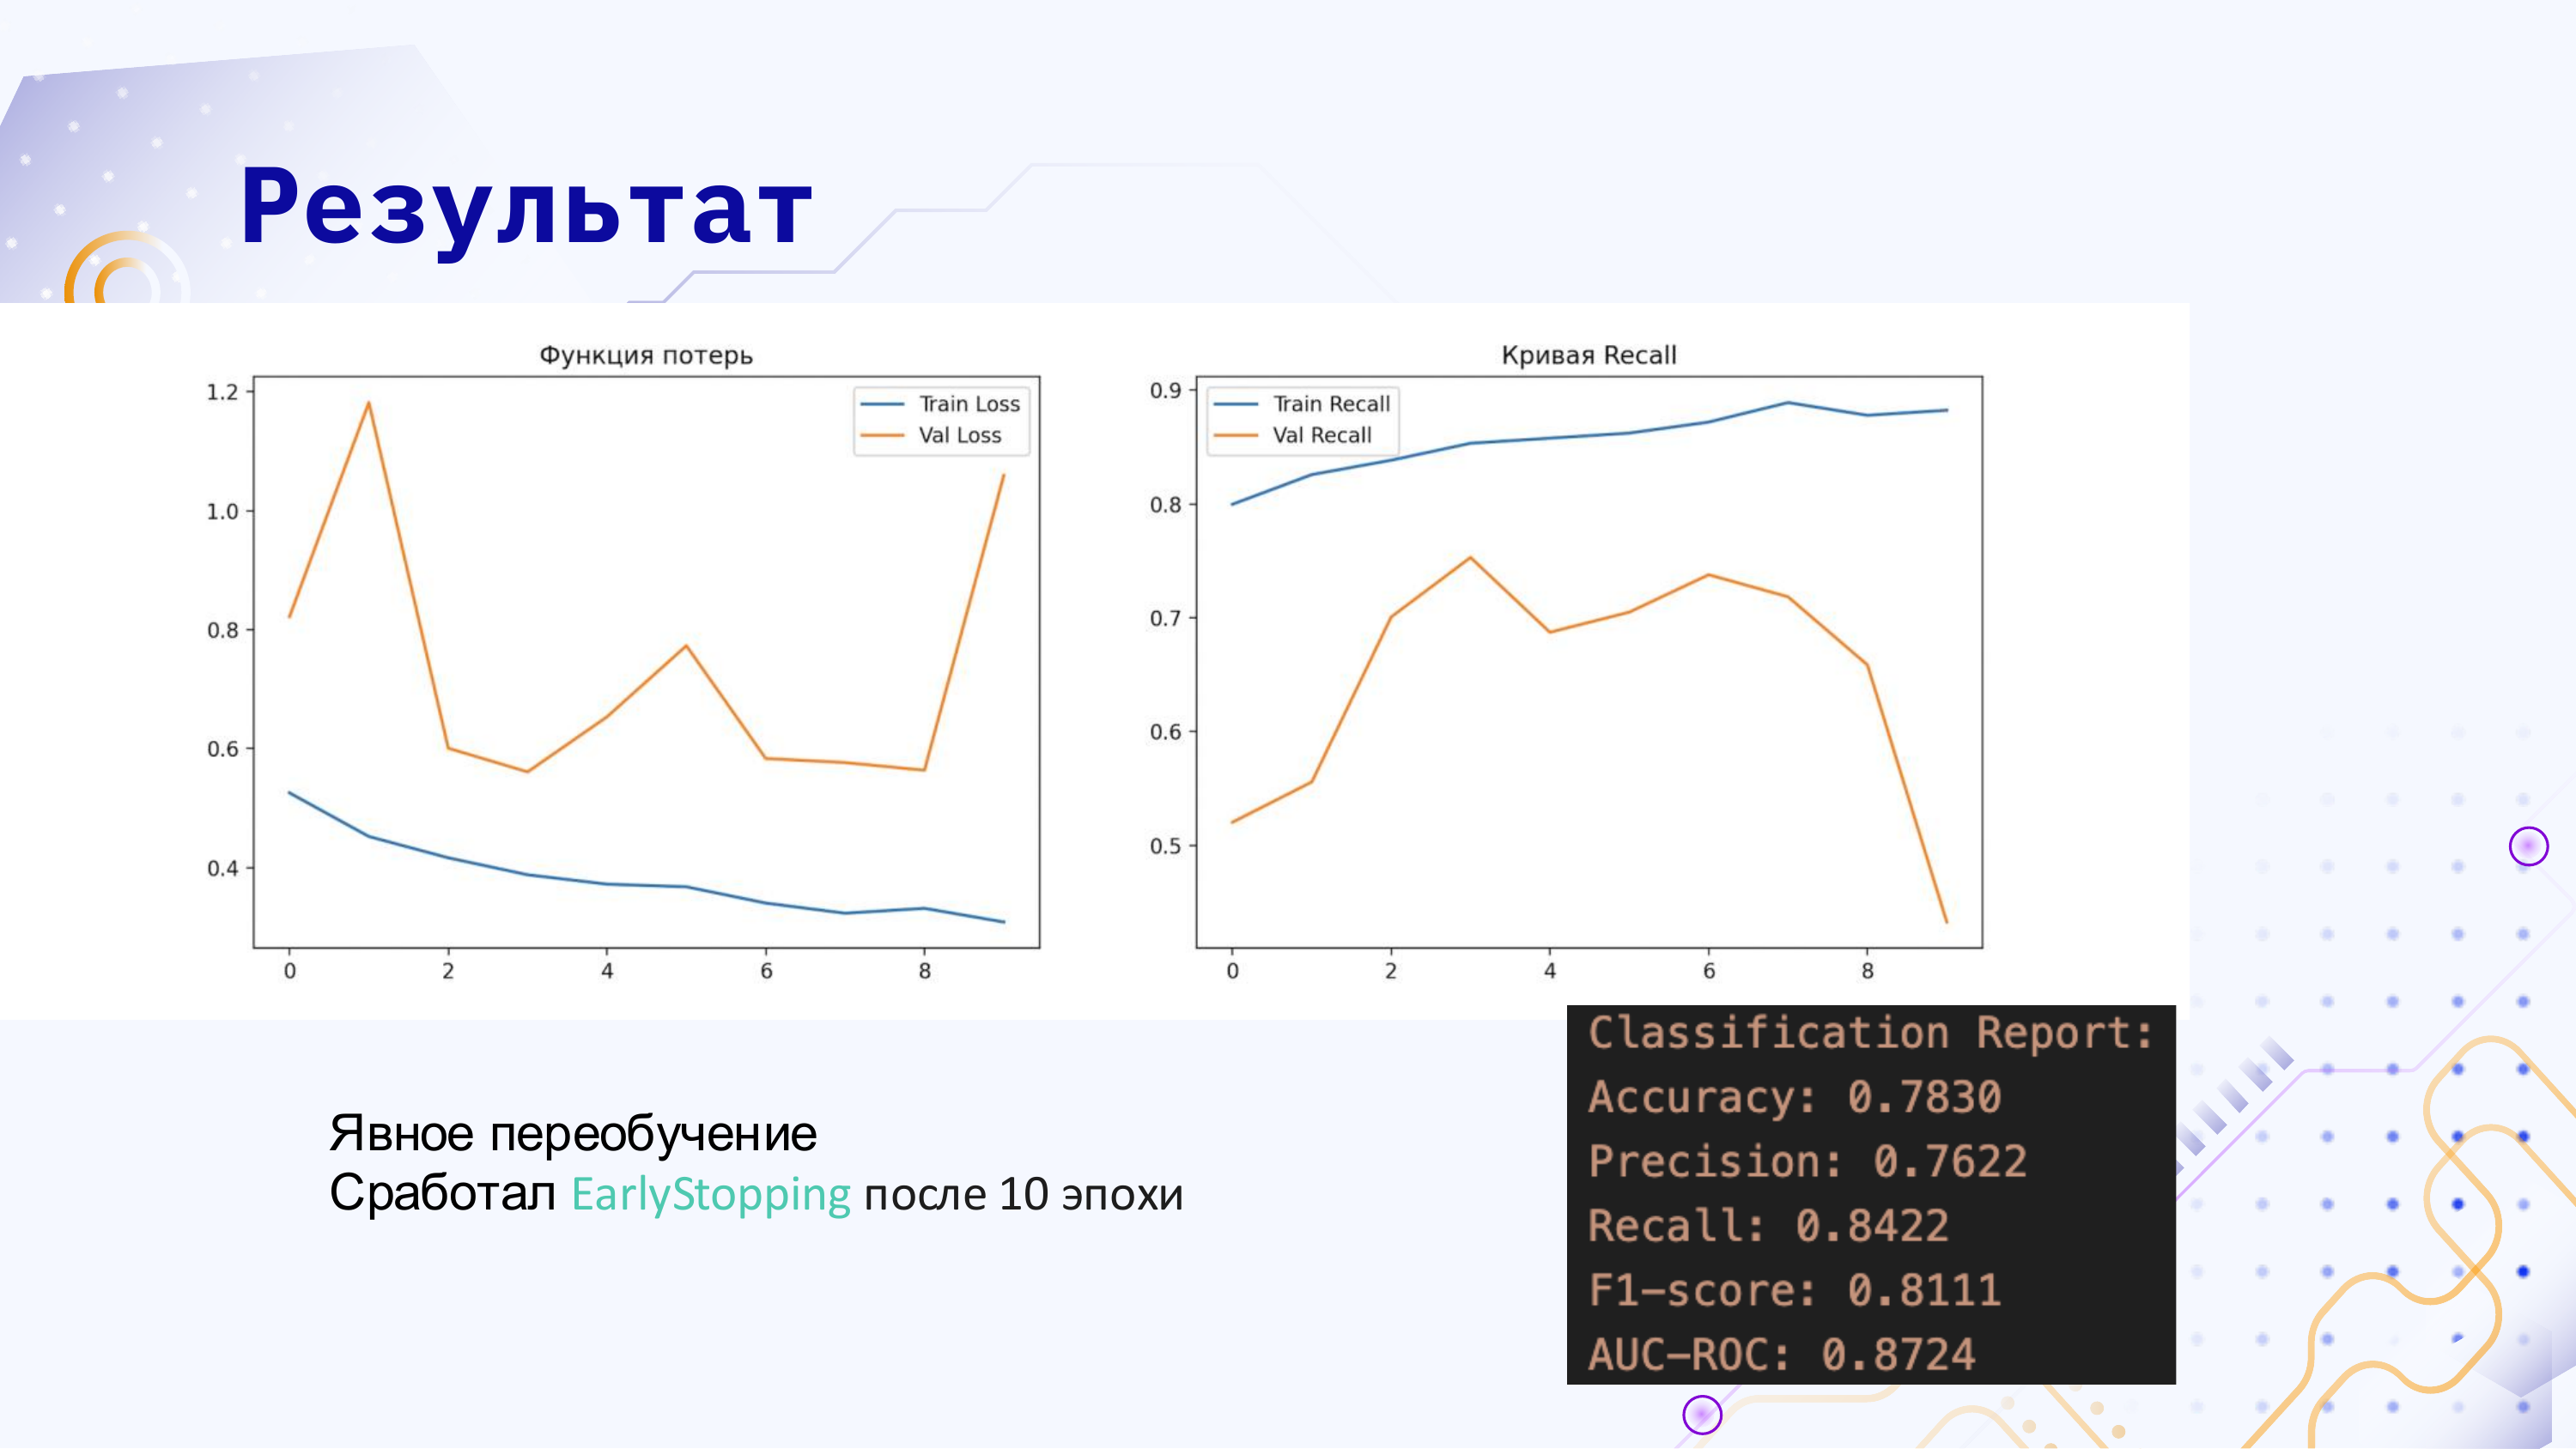 Результат
Функция потерь
1.2
1.0
0.8
0.6
0.4
Train Loss
Val Loss
0 2 4 6 8
Кривая Recall
0.9
0.8
0.7
0.6
0.5
Train Recall
Val Recall
0 2 4 6 8
Явное переобучение
Сработал EarlyStopping после 10 эпохи
Classification Report:
Accuracy: 0.7830
Precision: 0.7622
Recall: 0.8422
F1-score: 0.8111
AUC-ROC: 0.8724